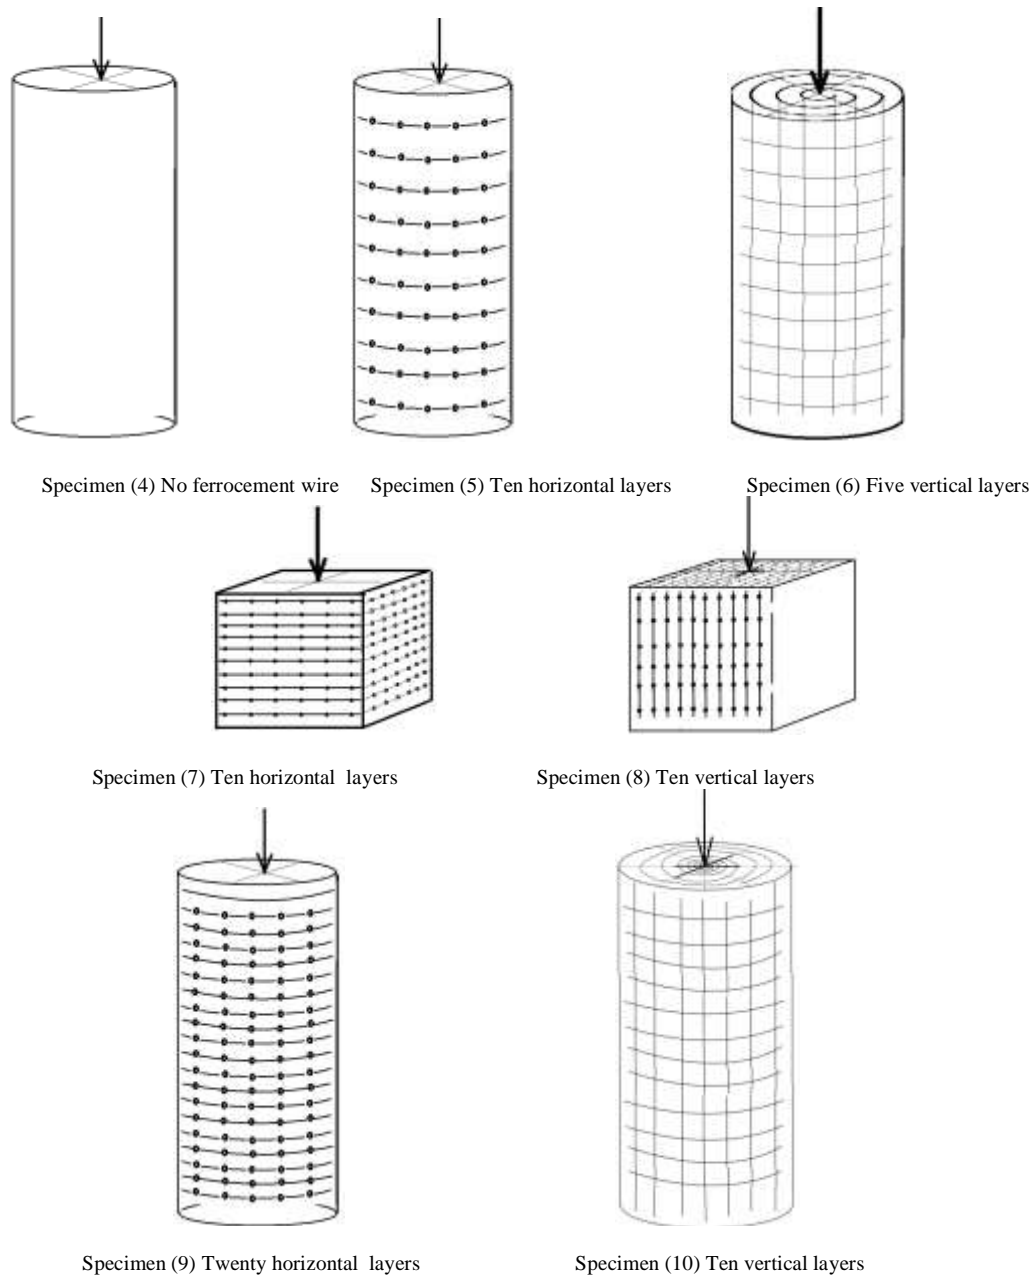 Specimen (4) No ferrocement wire Specimen (5) Ten horizontal layers Specimen (6) Five vertical layers
Specimen (7) Ten horizontal layers Specimen (8) Ten vertical layers
Specimen (9) Twenty horizontal layers Specimen (10) Ten vertical layers